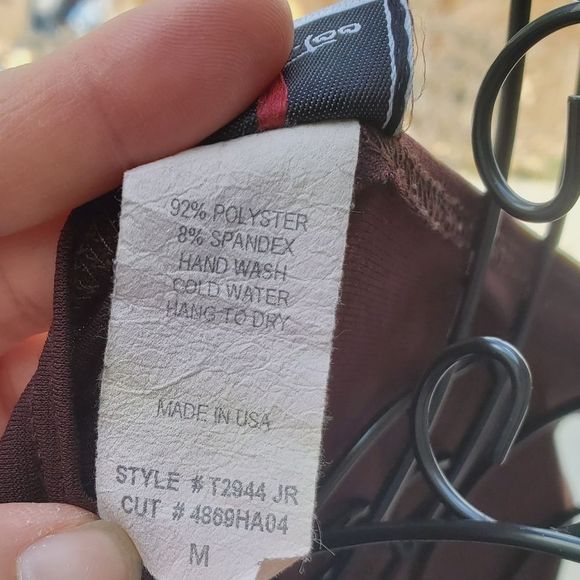 92% POLYSTER
8% SPANDEX
HAND WASH
COLD WATER
HANG TO DRY
MADE IN USA
STYLE # T2944 JR
CUT # 4869HA04
M